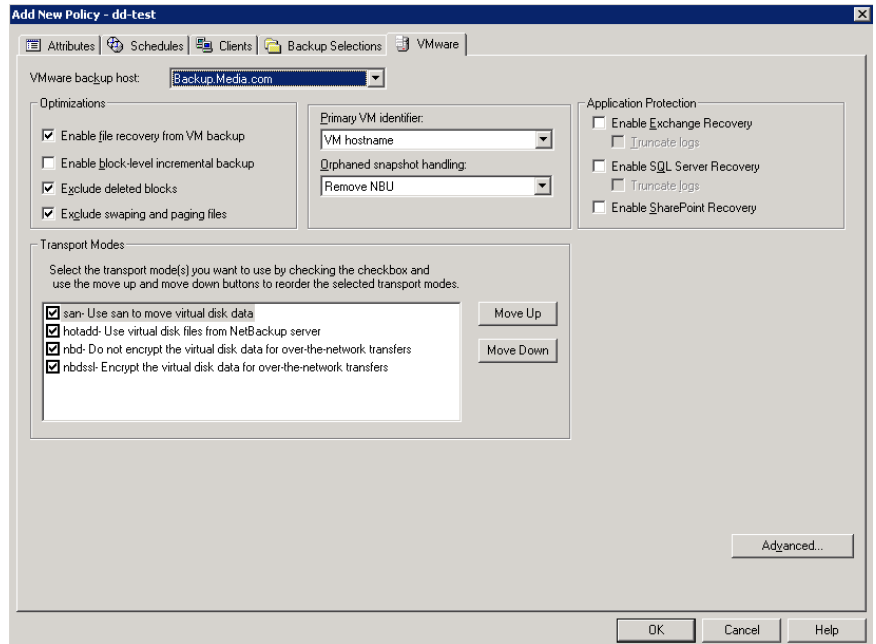 Add New Policy - dd-test
Attributes
Schedules
Clients
Backup Selections
VMware
VMware backup host:
Backup.Media.com
Optimizations
Enable file recovery from VM backup
Enable block-level incremental backup
Exclude deleted blocks
Exclude swaping and paging files
Primary VM identifier:
VM hostname
Orphaned snapshot handling:
Remove NBU
Application Protection
Enable Exchange Recovery
Truncate logs
Enable SQL Server Recovery
Truncate logs
Enable SharePoint Recovery
Transport Modes
Select the transport mode(s) you want to use by checking the checkbox and
use the move up and move down buttons to reorder the selected transport modes.
san- Use san to move virtual disk data
hotadd- Use virtual disk files from NetBackup server
nbd- Do not encrypt the virtual disk data for over-the-network transfers
nbdssl- Encrypt the virtual disk data for over-the-network transfers
Move Up
Move Down
Advanced...
OK
Cancel
Help